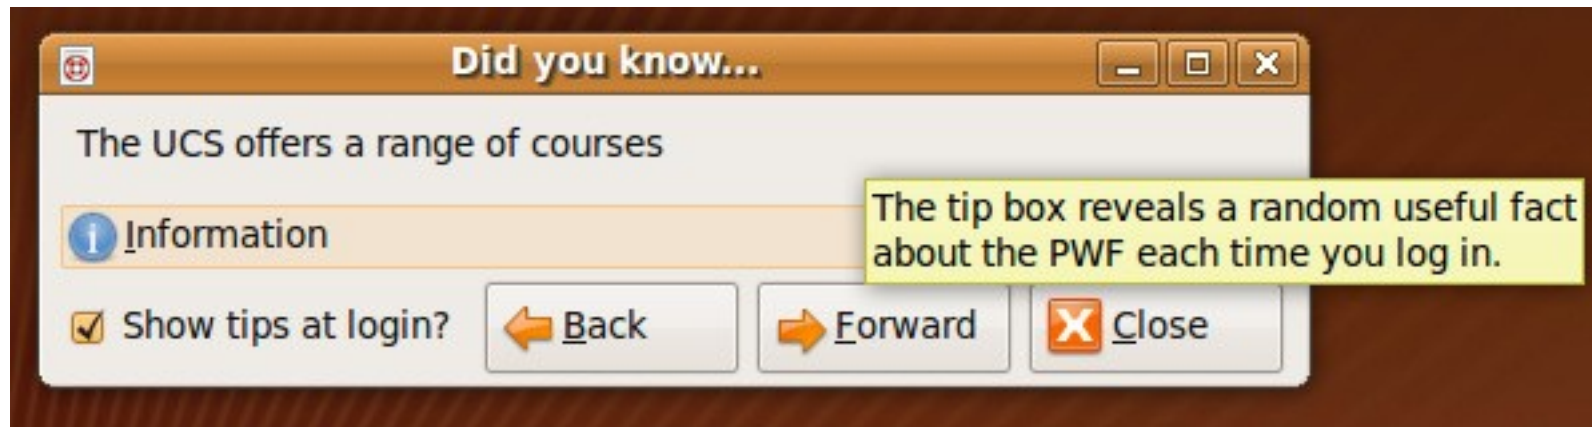 Did you know...
The UCS offers a range of courses
The tip box reveals a random useful fact
about the PWF each time you log in.
Information
Show tips at login?
Back
Forward
Close